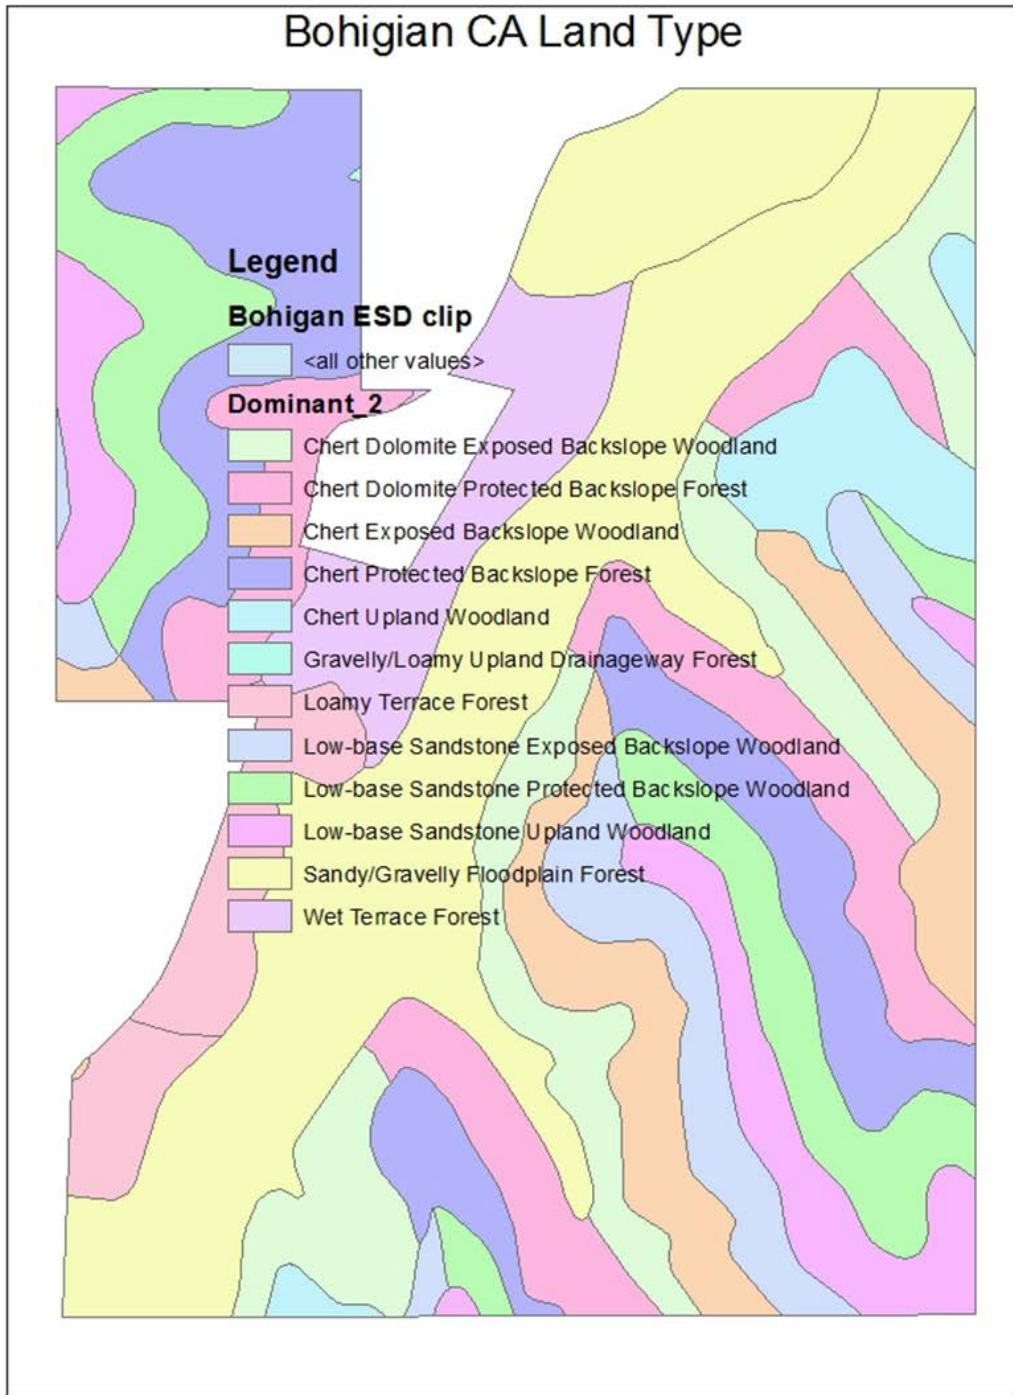 Bohigian CA Land Type
Legend
Bohigan ESD clip
<all other values>
Dominant_2
Chert Dolomite Exposed Backslope Woodland
Chert Dolomite Protected Backslope Forest
Chert Exposed Backslope Woodland
Chert Protected Backslope Forest
Chert Upland Woodland
Gravelly/Loamy Upland Drainageway Forest
Loamy Terrace Forest
Low-base Sandstone Exposed Backslope Woodland
Low-base Sandstone Protected Backslope Woodland
Low-base Sandstone Upland Woodland
Sandy/Gravelly Floodplain Forest
Wet Terrace Forest